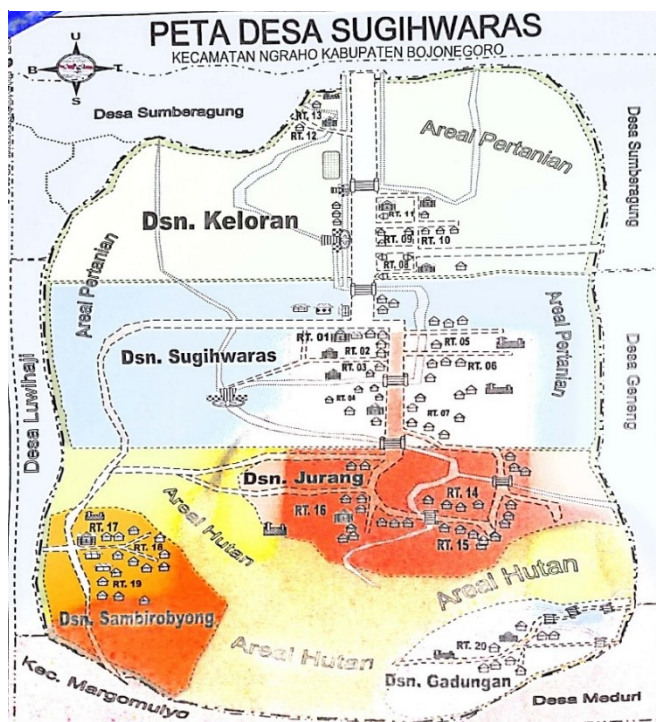 PETA DESA SUGIHWARAS
KECAMATAN NGRAHO KABUPATEN BOJONEGORO
U
B T
S
Desa Sumberagung
RT. 13
RT. 12
Areal Pertanian
Desa Sumberagung
Dsn. Keloran
RT. 11
RT. 09
RT. 10
RT. 08
Areal Pertanian
Areal Pertanian
Dsn. Sugihwaras
RT. 01
RT. 02
RT. 03
RT. 04
RT. 05
RT. 06
RT. 07
Desa Luwihaji
Desa Geneng
Dsn. Jurang
RT. 14
RT. 16
RT. 15
Areal Hutan
RT. 17
RT. 18
RT. 19
Dsn. Sambirobyong
Areal Hutan
Areal Hutan
RT. 20
Dsn. Gadungan
Kec. Margomulyo
Desa Meduri